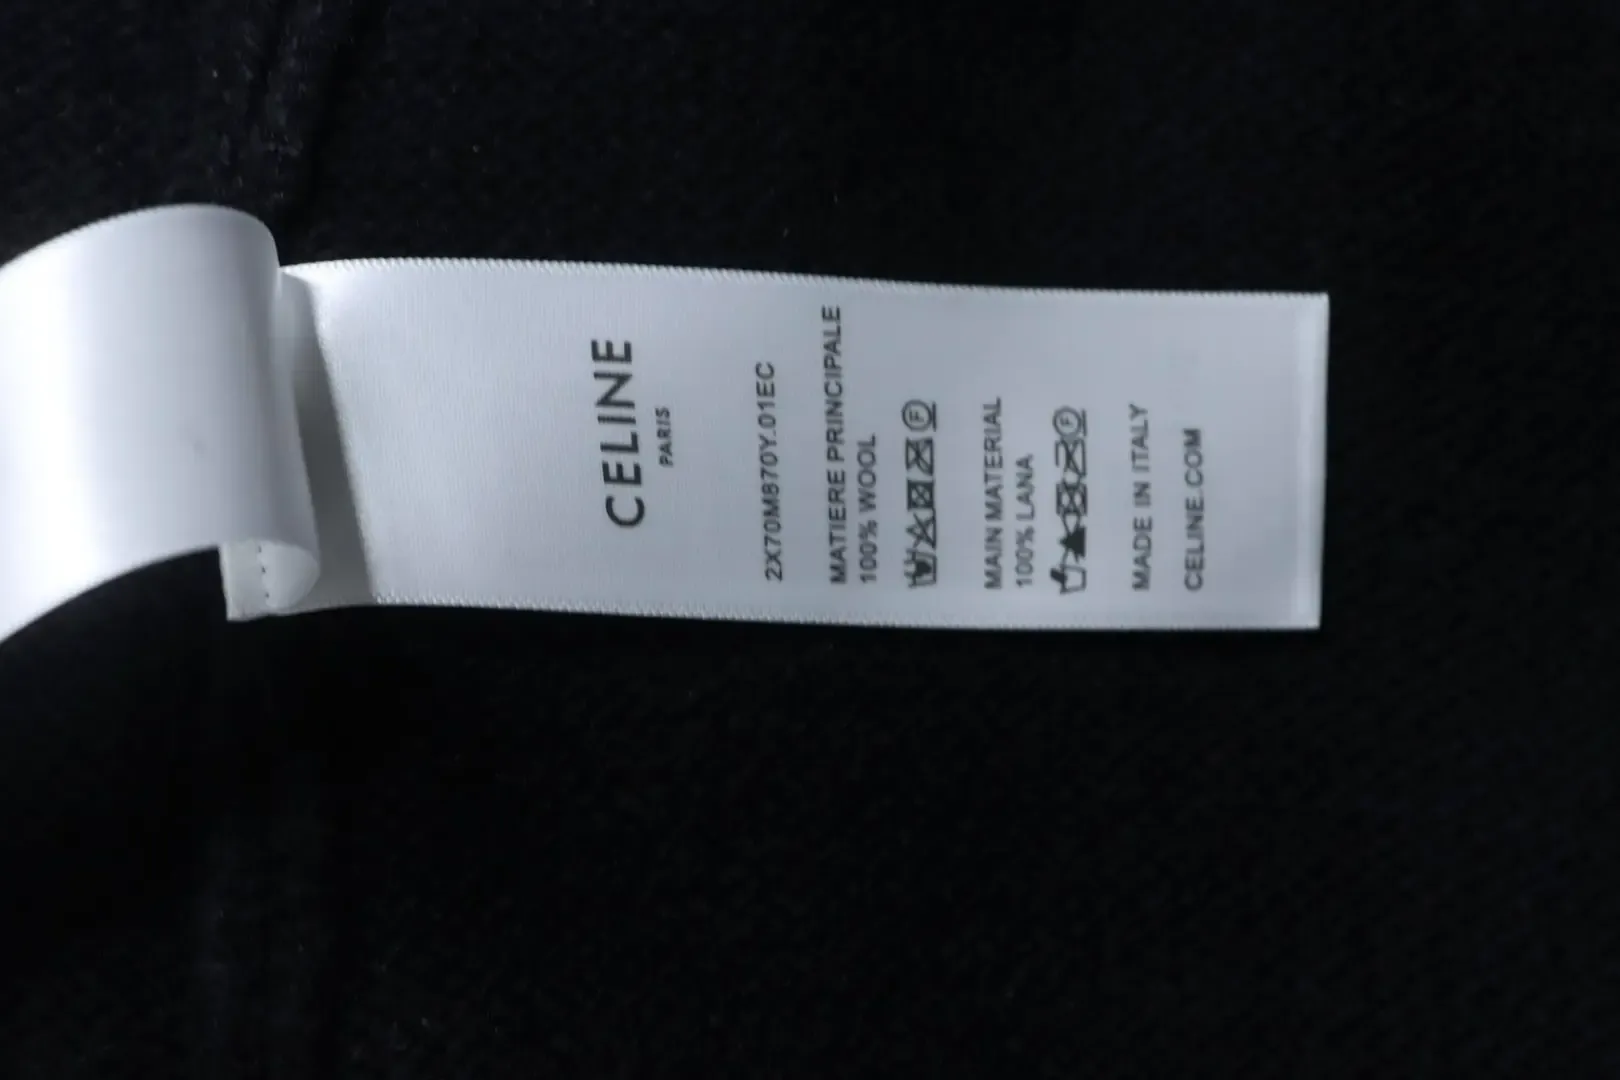 CELINE
PARIS
2X70M870Y.01EC
MATIERE PRINCIPALE
100% WOOL
MAIN MATERIAL
100% LANA
MADE IN ITALY
CELINE.COM